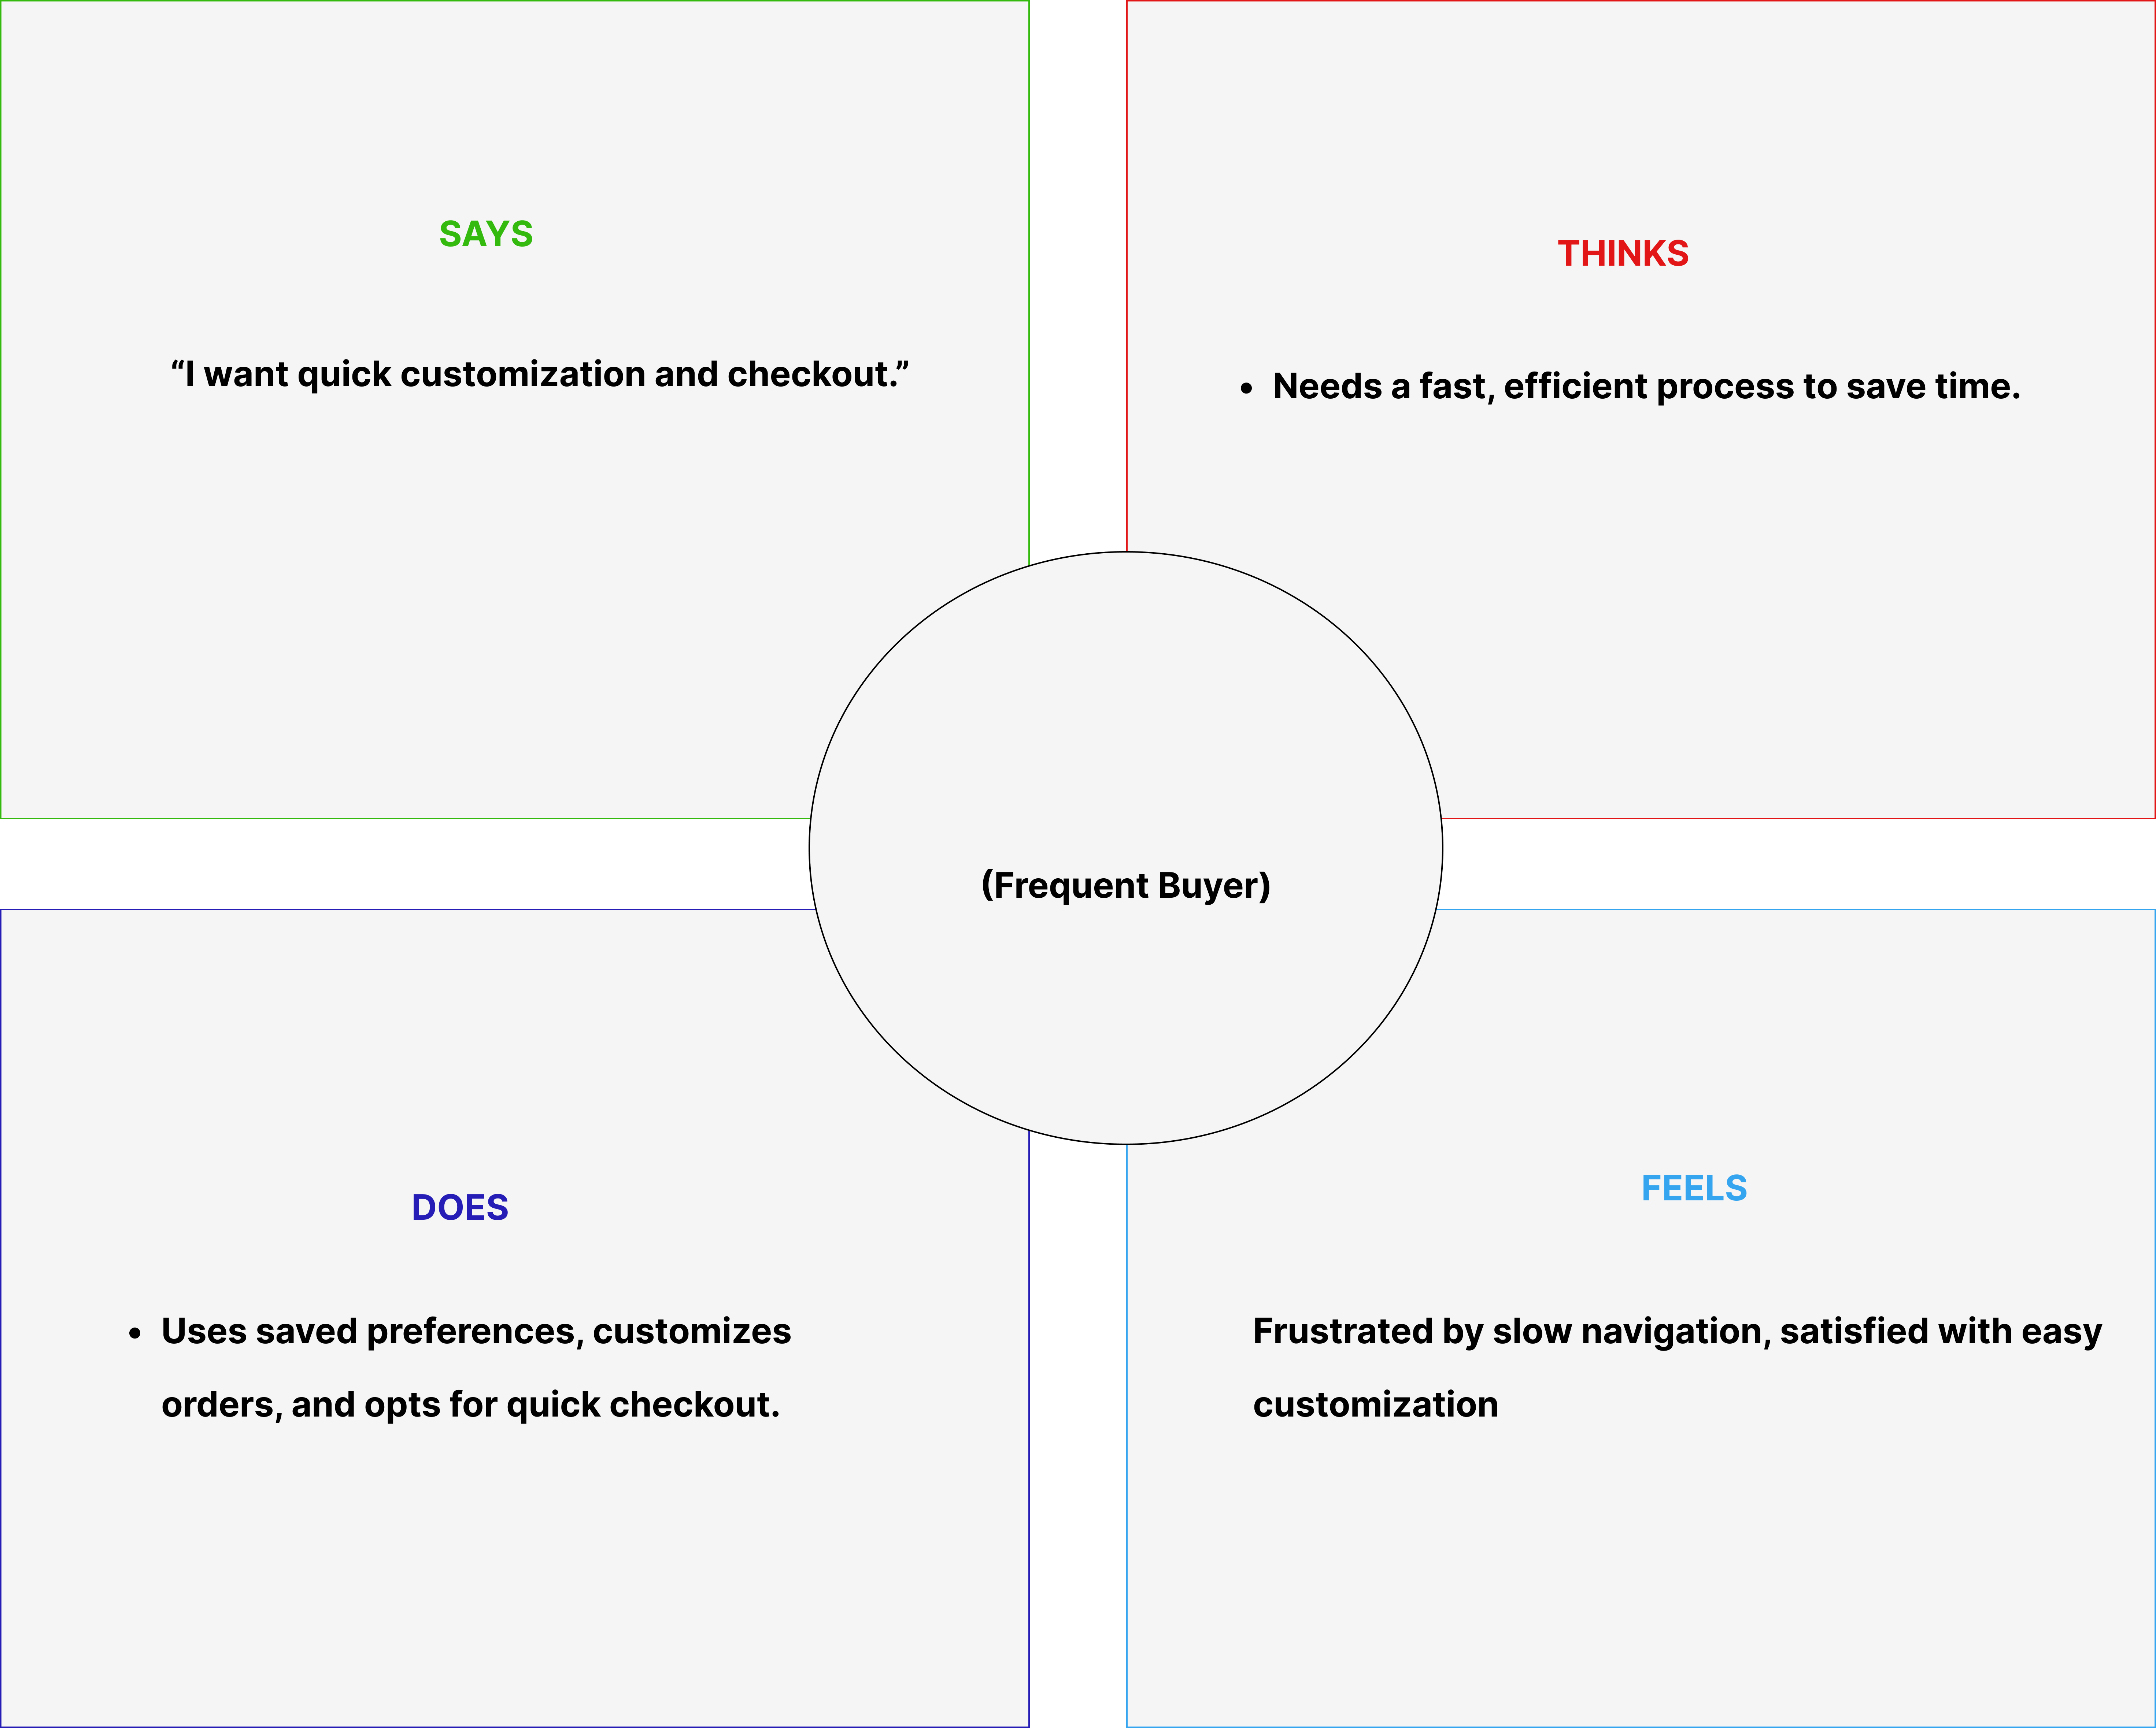 SAYS
“I want quick customization and checkout.”
THINKS
• Needs a fast, efficient process to save time.
(Frequent Buyer)
DOES
• Uses saved preferences, customizes
orders, and opts for quick checkout.
FEELS
Frustrated by slow navigation, satisfied with easy
customization